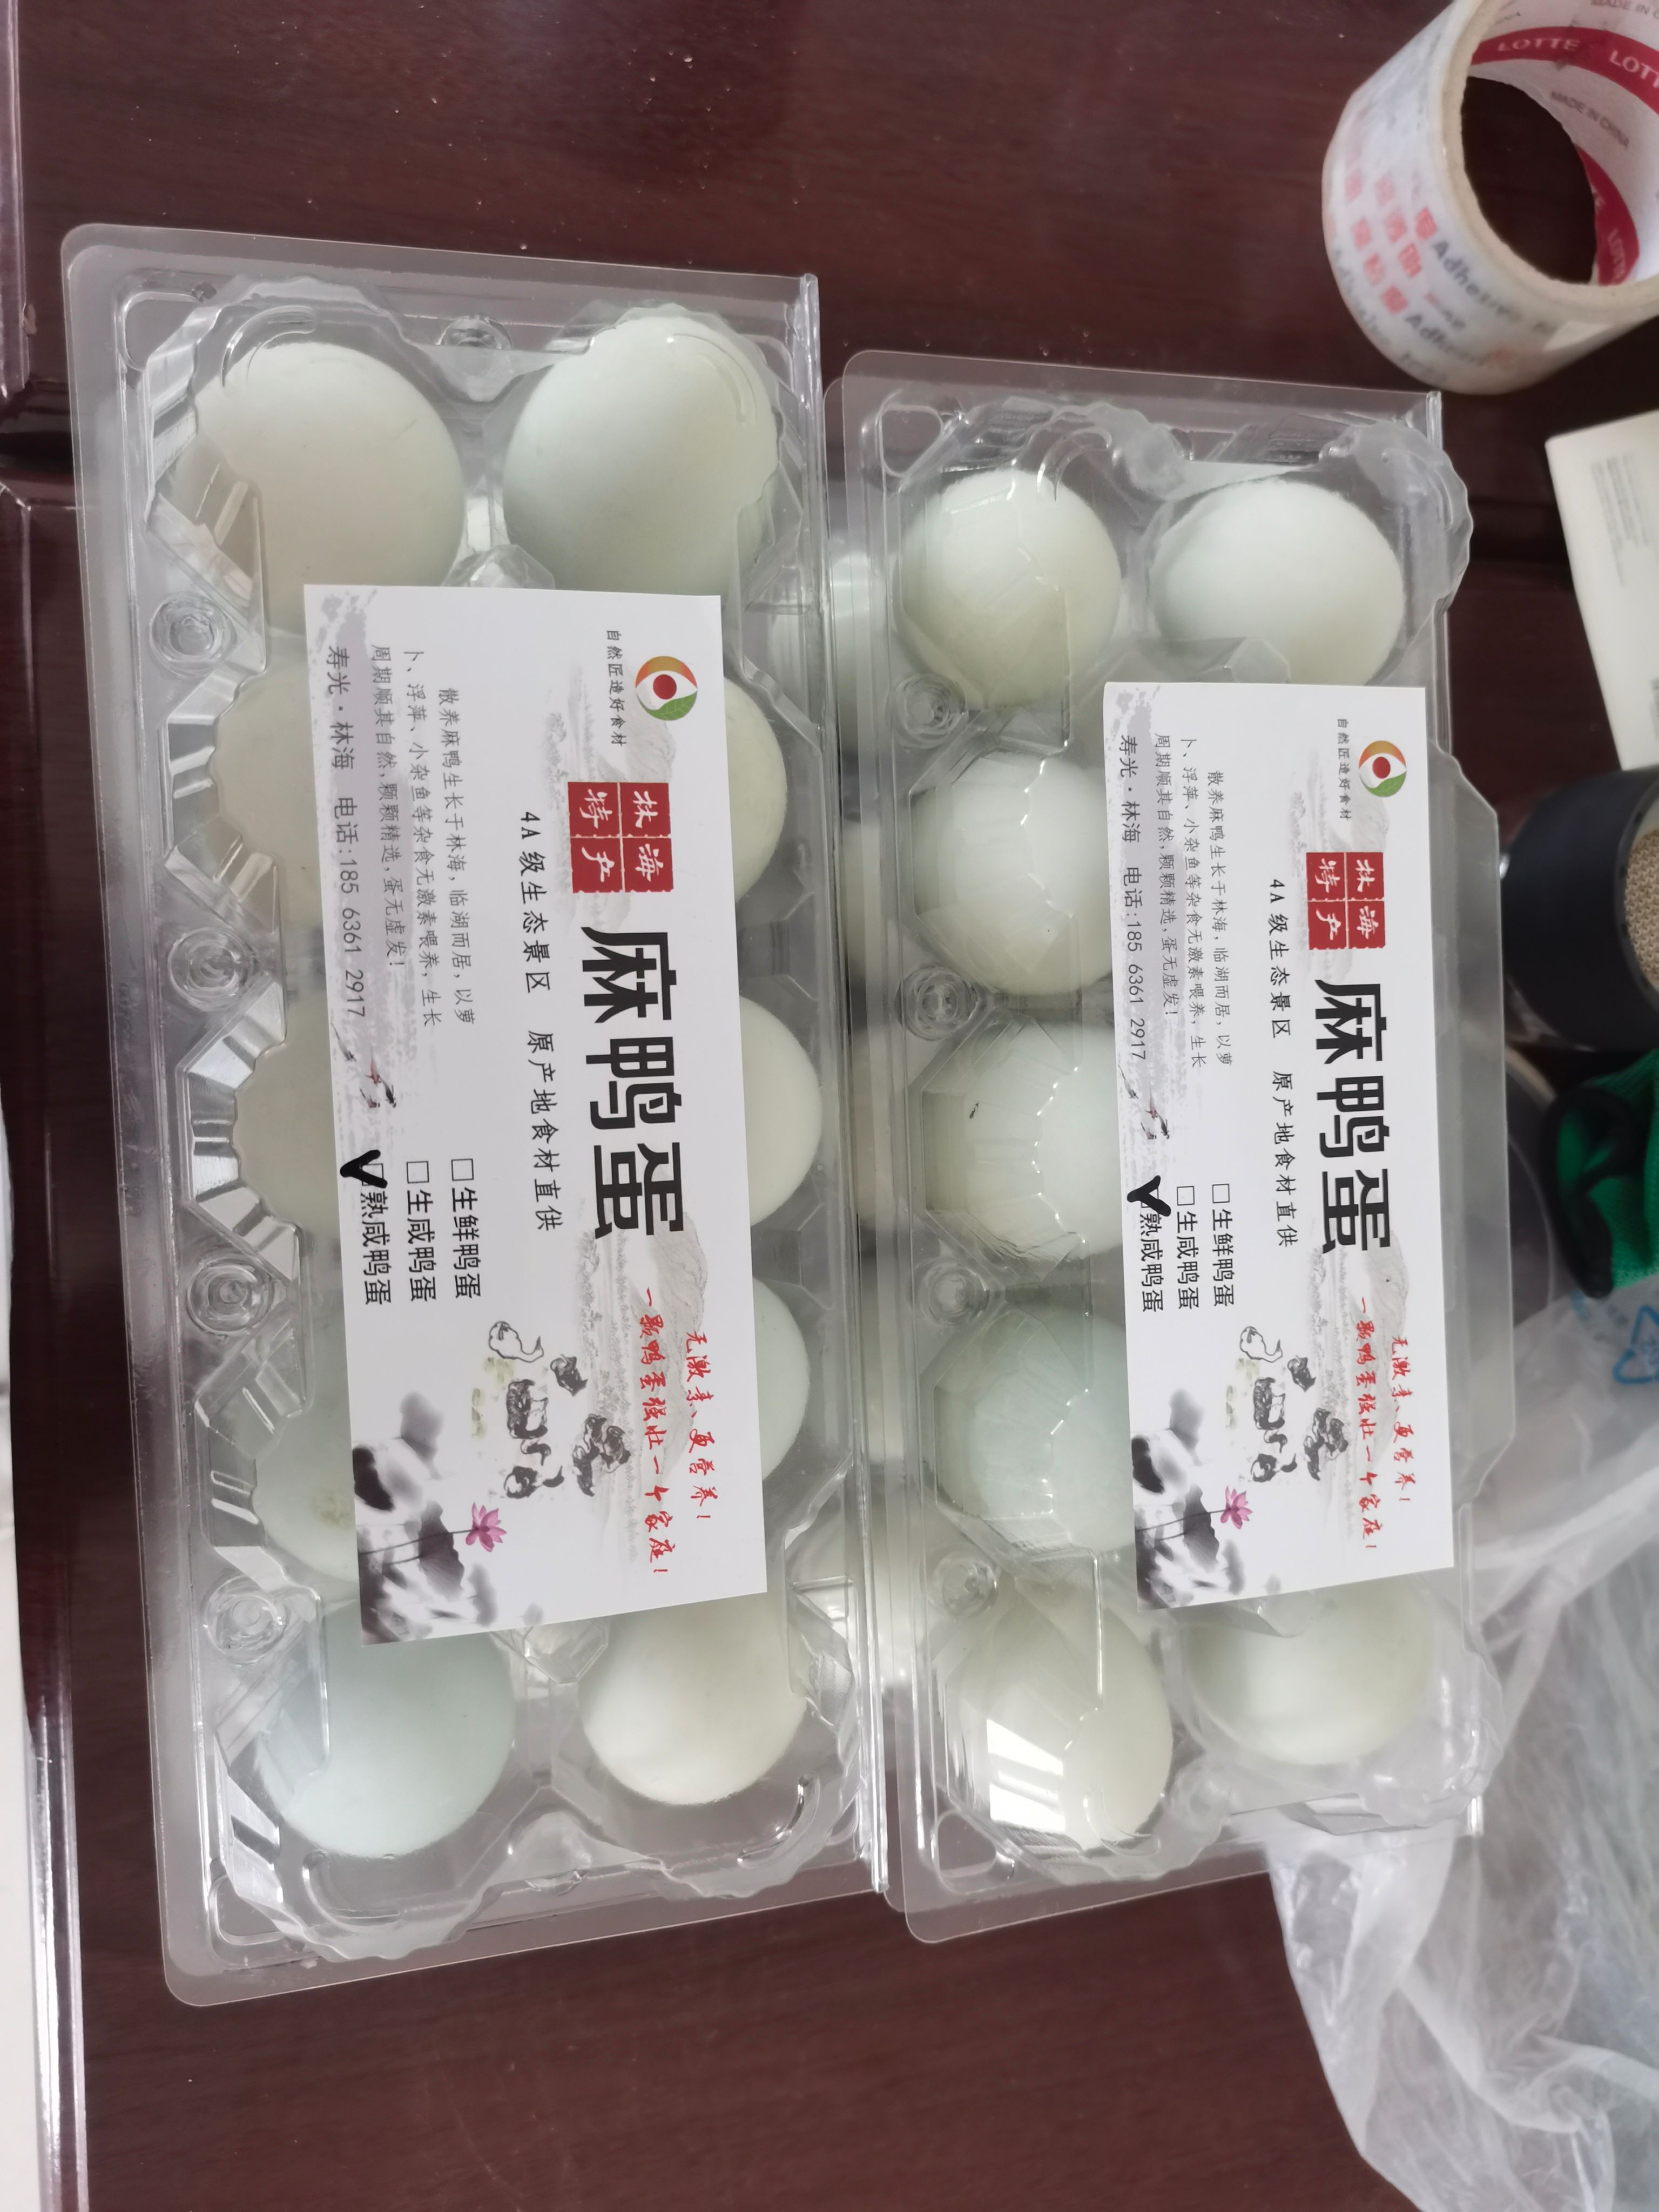 自然匠造好食材
林海
特产
麻鸭蛋
无激素、更营养！
一颗鸭蛋强壮一个家庭！
4A级生态景区 原产地食材直供
散养麻鸭生长于林海，临湖而居，以萝
卜、浮萍、小杂鱼等杂食无激素喂养，生长
周期顺其自然，颗颗精选，蛋无虚发！
寿光·林海 电话:185 6361 2917
□生鲜鸭蛋
□生咸鸭蛋
□熟咸鸭蛋
自然匠造好食材
林海
特产
麻鸭蛋
无激素、更营养！
一颗鸭蛋强壮一个家庭！
4A级生态景区 原产地食材直供
散养麻鸭生长于林海，临湖而居，以萝
卜、浮萍、小杂鱼等杂食无激素喂养，生长
周期顺其自然，颗颗精选，蛋无虚发！
寿光·林海 电话:185 6361 2917
□生鲜鸭蛋
□生咸鸭蛋
□熟咸鸭蛋
LOTTE
MADE IN CHINA